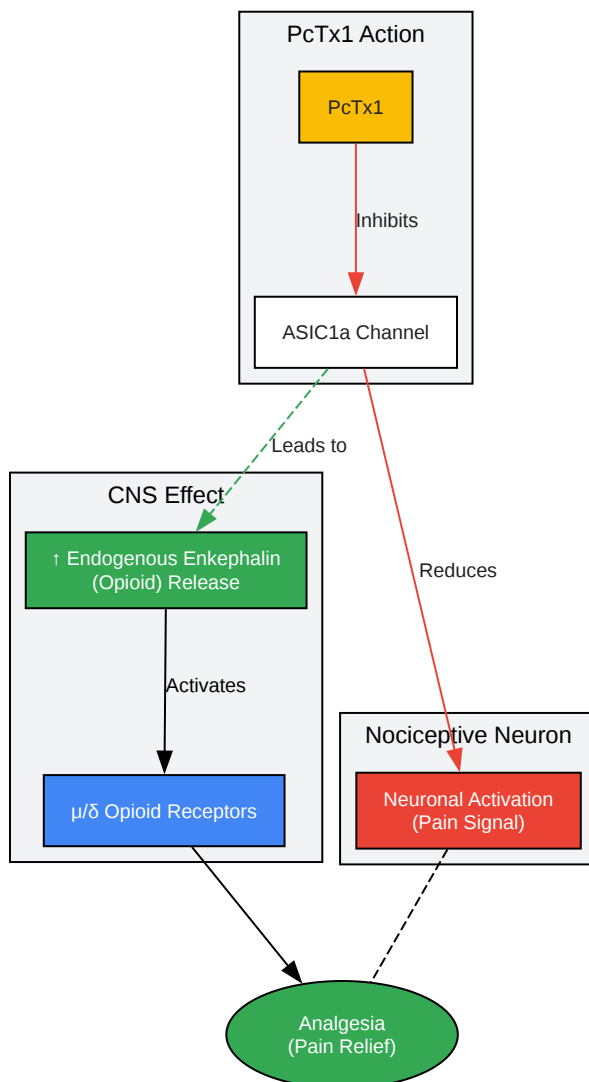 PcTx1 Action
PcTx1
Inhibits
ASIC1a Channel
Leads to
CNS Effect
↑ Endogenous Enkephalin
(Opioid) Release
Reduces
Activates
Nociceptive Neuron
μ/δ Opioid Receptors
Neuronal Activation
(Pain Signal)
Analgesia
(Pain Relief)